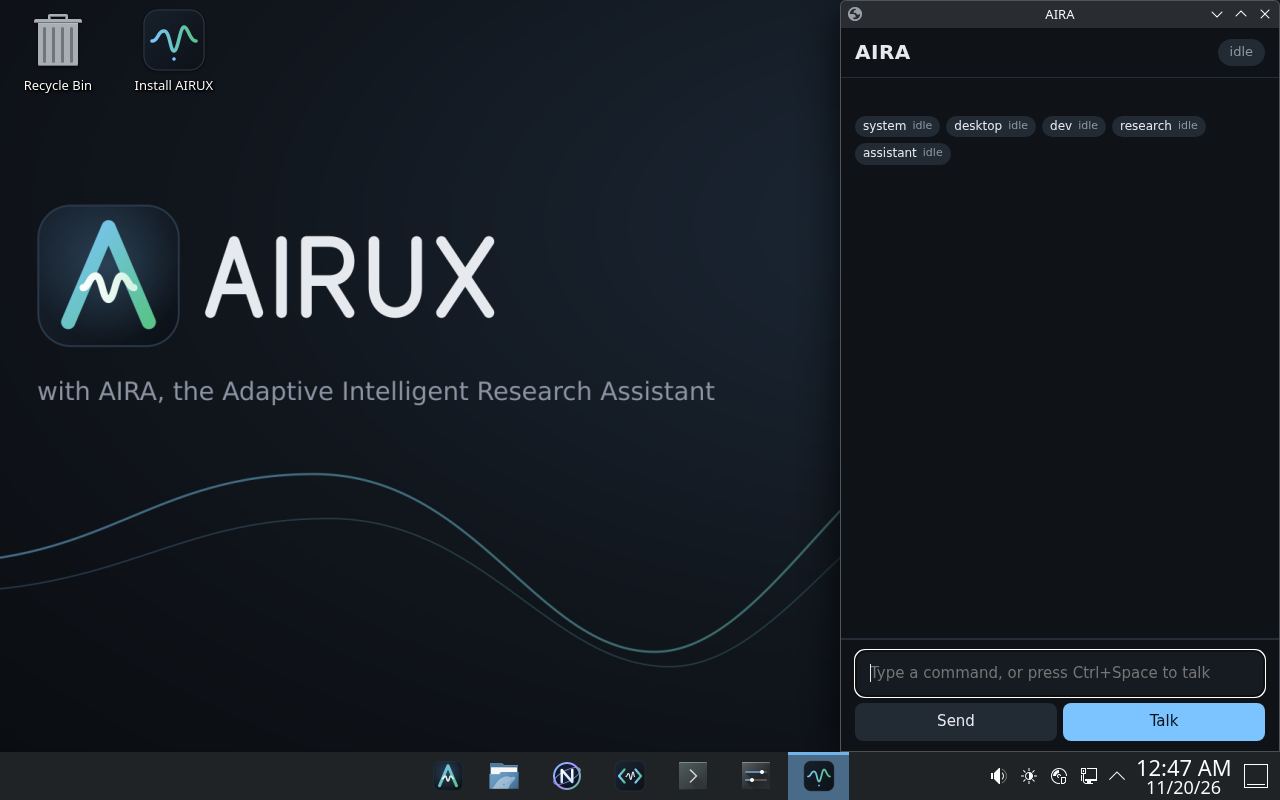 Recycle Bin
Install AIRUX
AIRUX
with AIRA, the Adaptive Intelligent Research Assistant
AIRA
AIRA
idle
system idle desktop idle dev idle research idle
assistant idle
Type a command, or press Ctrl+Space to talk
Send
Talk
N
12:47 AM
11/20/26